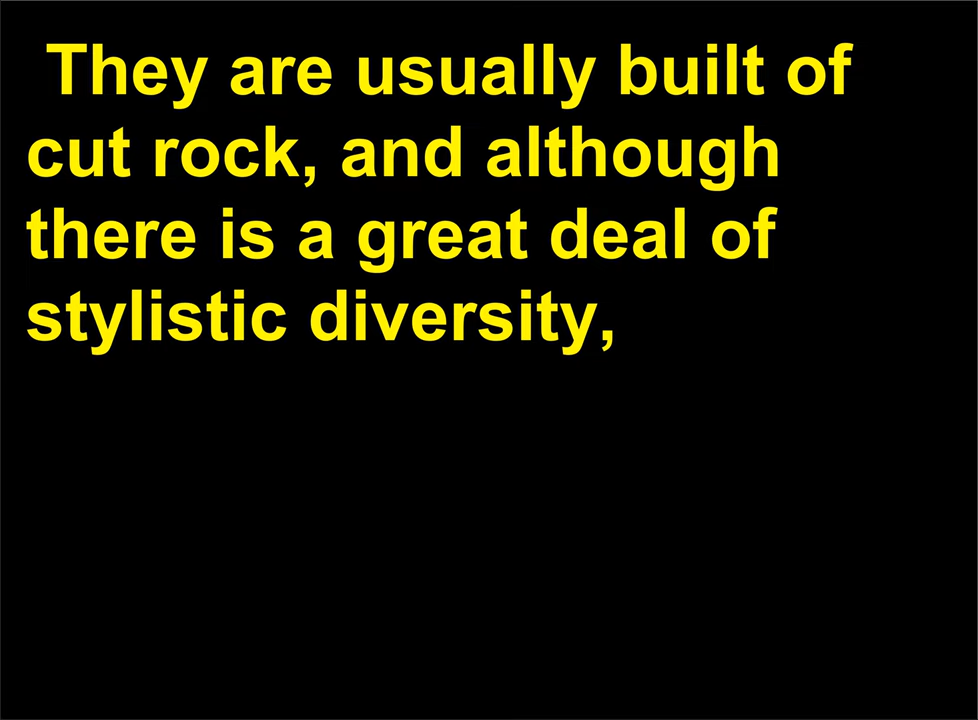 They are usually built of
cut rock, and although
there is a great deal of
stylistic diversity,